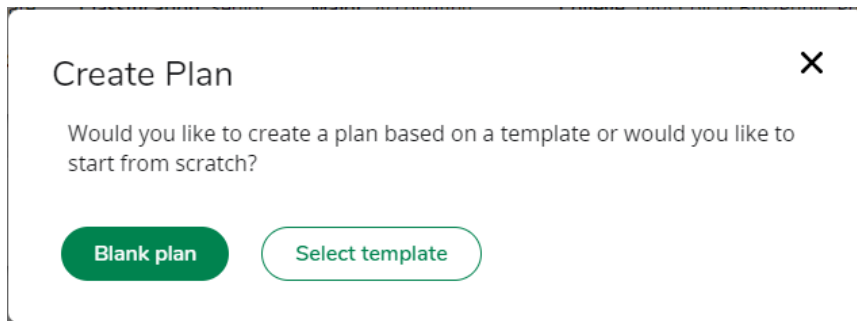 Create Plan
Would you like to create a plan based on a template or would you like to
start from scratch?
Blank plan Select template